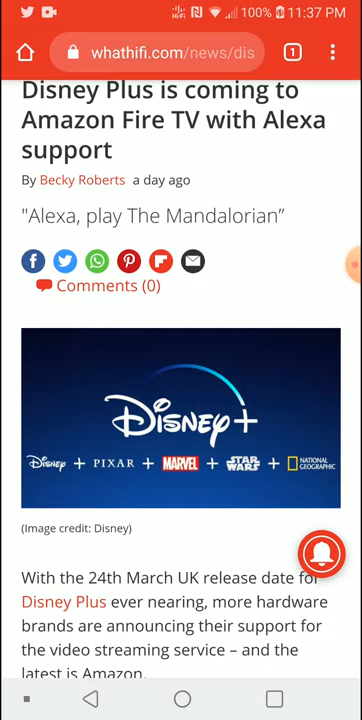 100% 11:37 PM
whathifi.com/news/dis
1
Disney Plus is coming to
Amazon Fire TV with Alexa
support
By Becky Roberts a day ago
"Alexa, play The Mandalorian”
Comments (0)
Disney+
Disney + PIXAR + MARVEL + STAR WARS + NATIONAL GEOGRAPHIC
(Image credit: Disney)
With the 24th March UK release date for
Disney Plus ever nearing, more hardware
brands are announcing their support for
the video streaming service – and the
latest is Amazon.